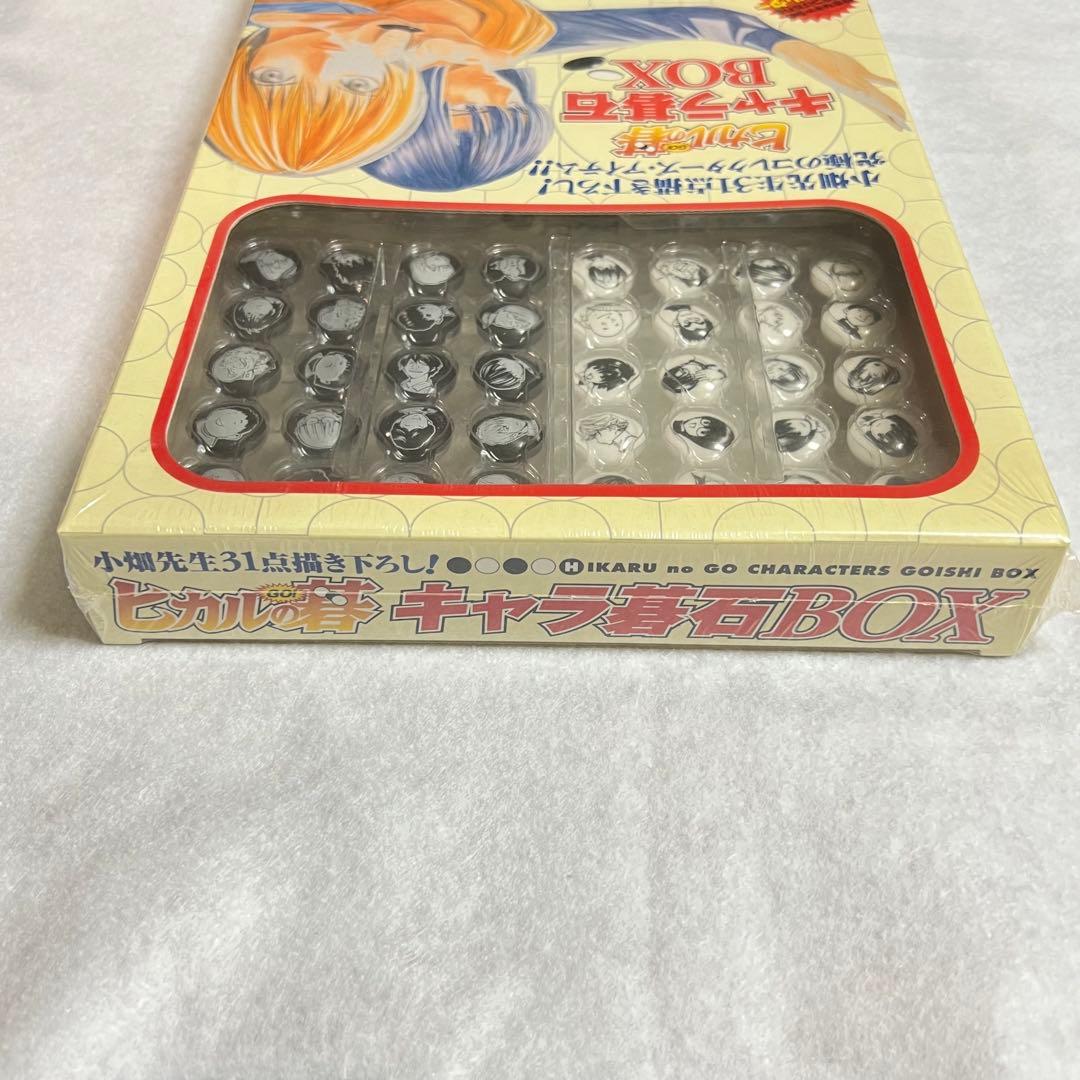 小畑先生31点描き下ろし!
究極のコレクターズ・アイテム!!
ヒカルの碁
GO!
キャラ碁石
BOX
小畑先生31点描き下ろし! HIKARU no GO CHARACTERS GOISHI BOX
ヒカルの碁 キャラ碁石BOX
GO!